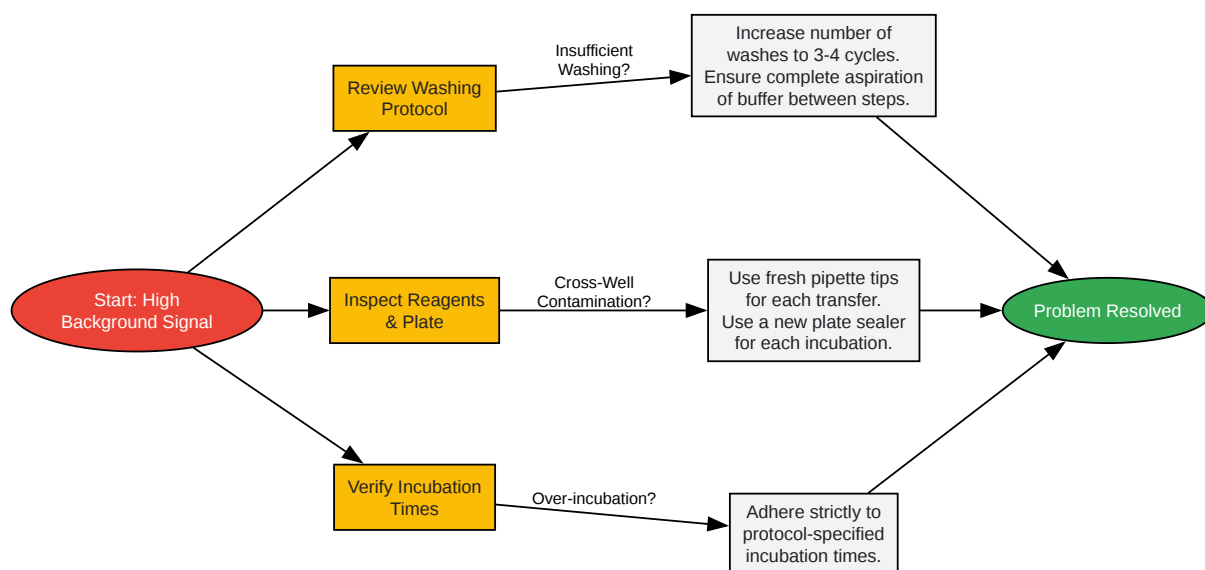 Start: High
Background Signal
Review Washing
Protocol
Insufficient
Washing?
Increase number of
washes to 3-4 cycles.
Ensure complete aspiration
of buffer between steps.
Inspect Reagents
& Plate
Cross-Well
Contamination?
Use fresh pipette tips
for each transfer.
Use a new plate sealer
for each incubation.
Verify Incubation
Times
Over-incubation?
Adhere strictly to
protocol-specified
incubation times.
Problem Resolved